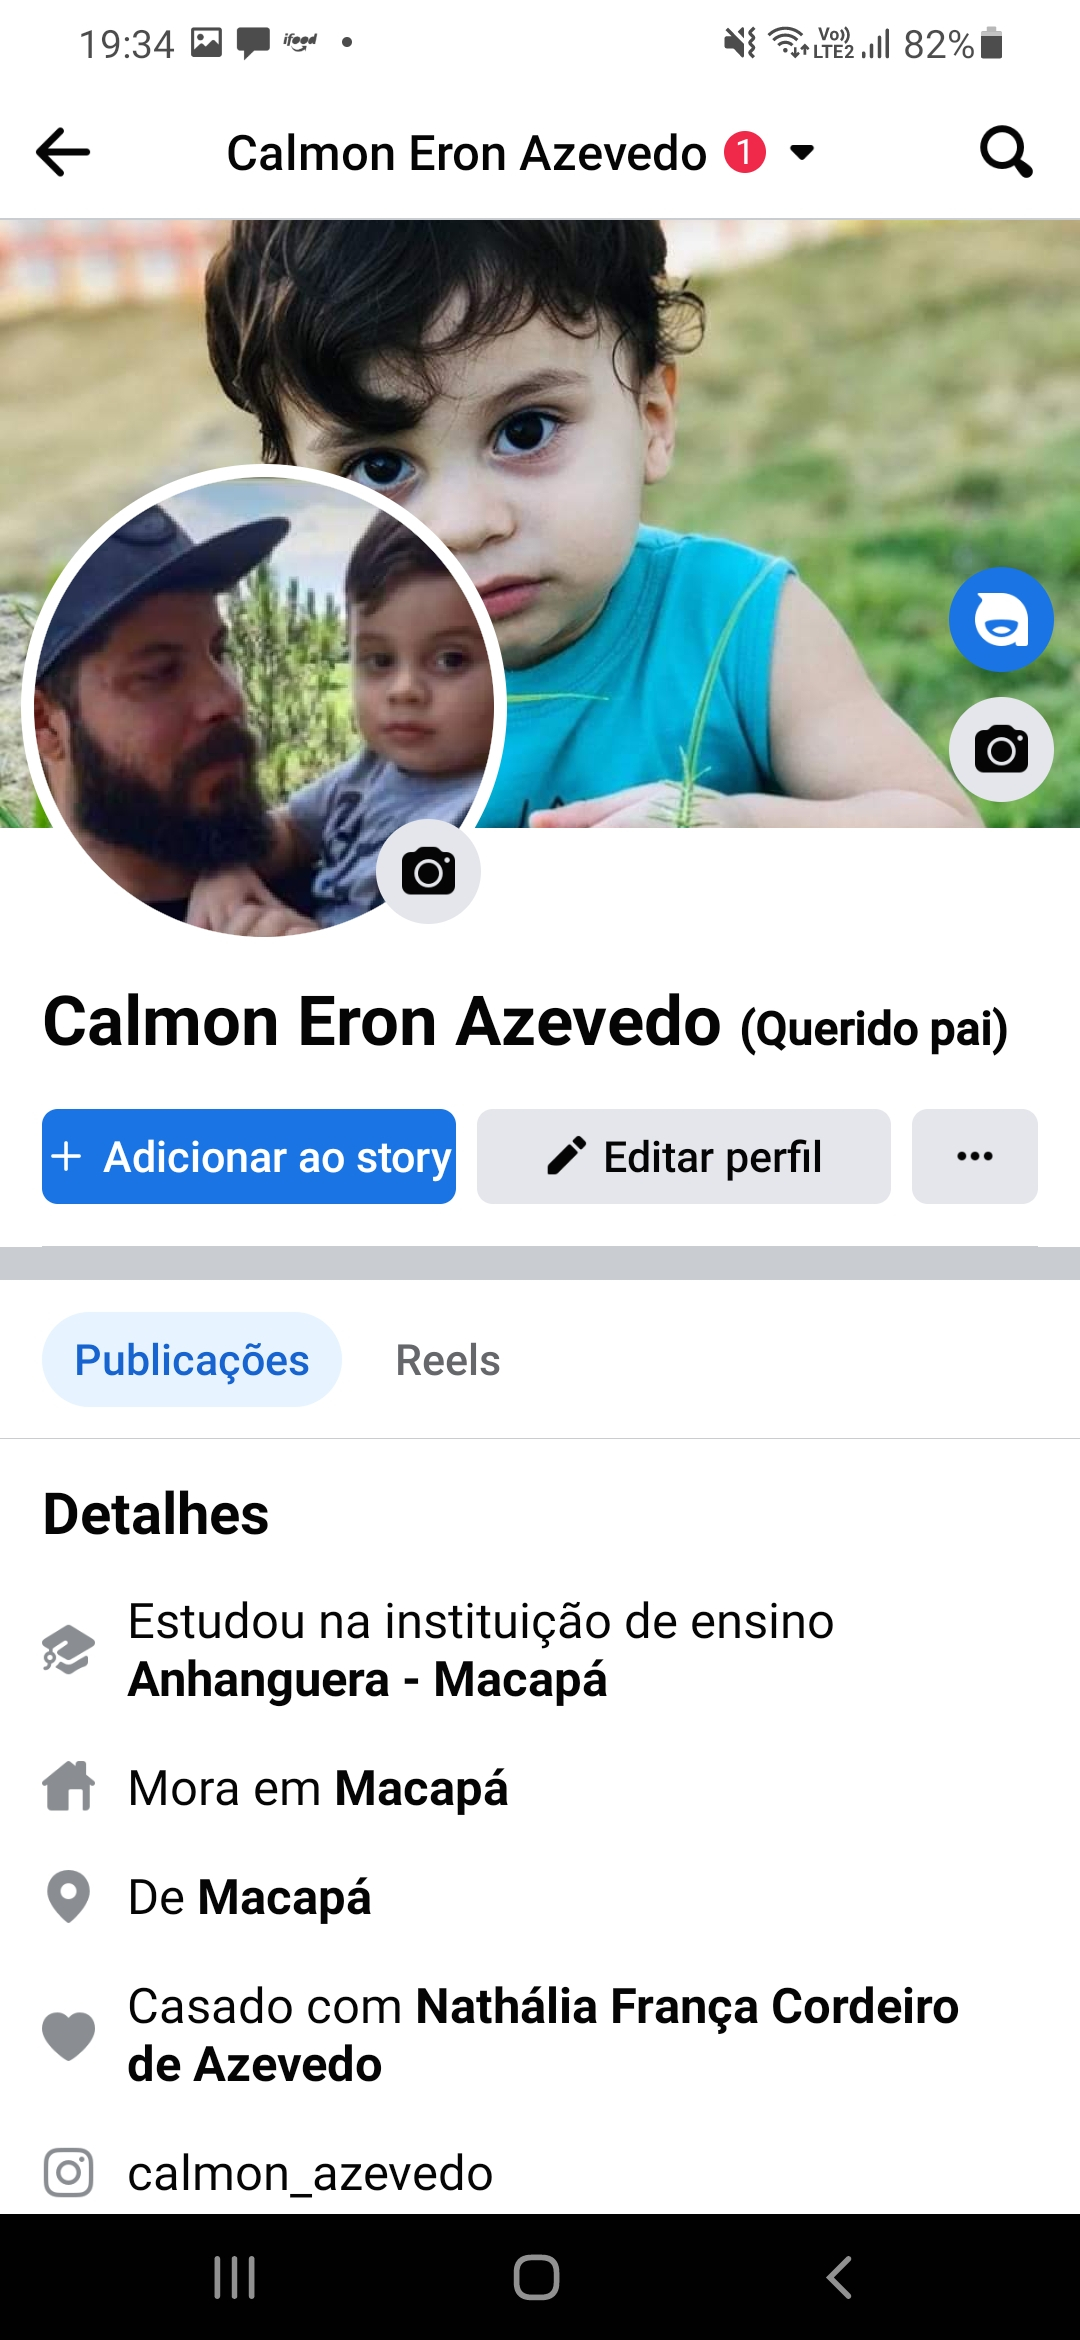 19:34 ifood Vo)) LTE2 82%
Calmon Eron Azevedo 1
Calmon Eron Azevedo (Querido pai)
+ Adicionar ao story Editar perfil ...
Publicações Reels
Detalhes
Estudou na instituição de ensino
Anhanguera - Macapá
Mora em Macapá
De Macapá
Casado com Nathália França Cordeiro
de Azevedo
calmon_azevedo